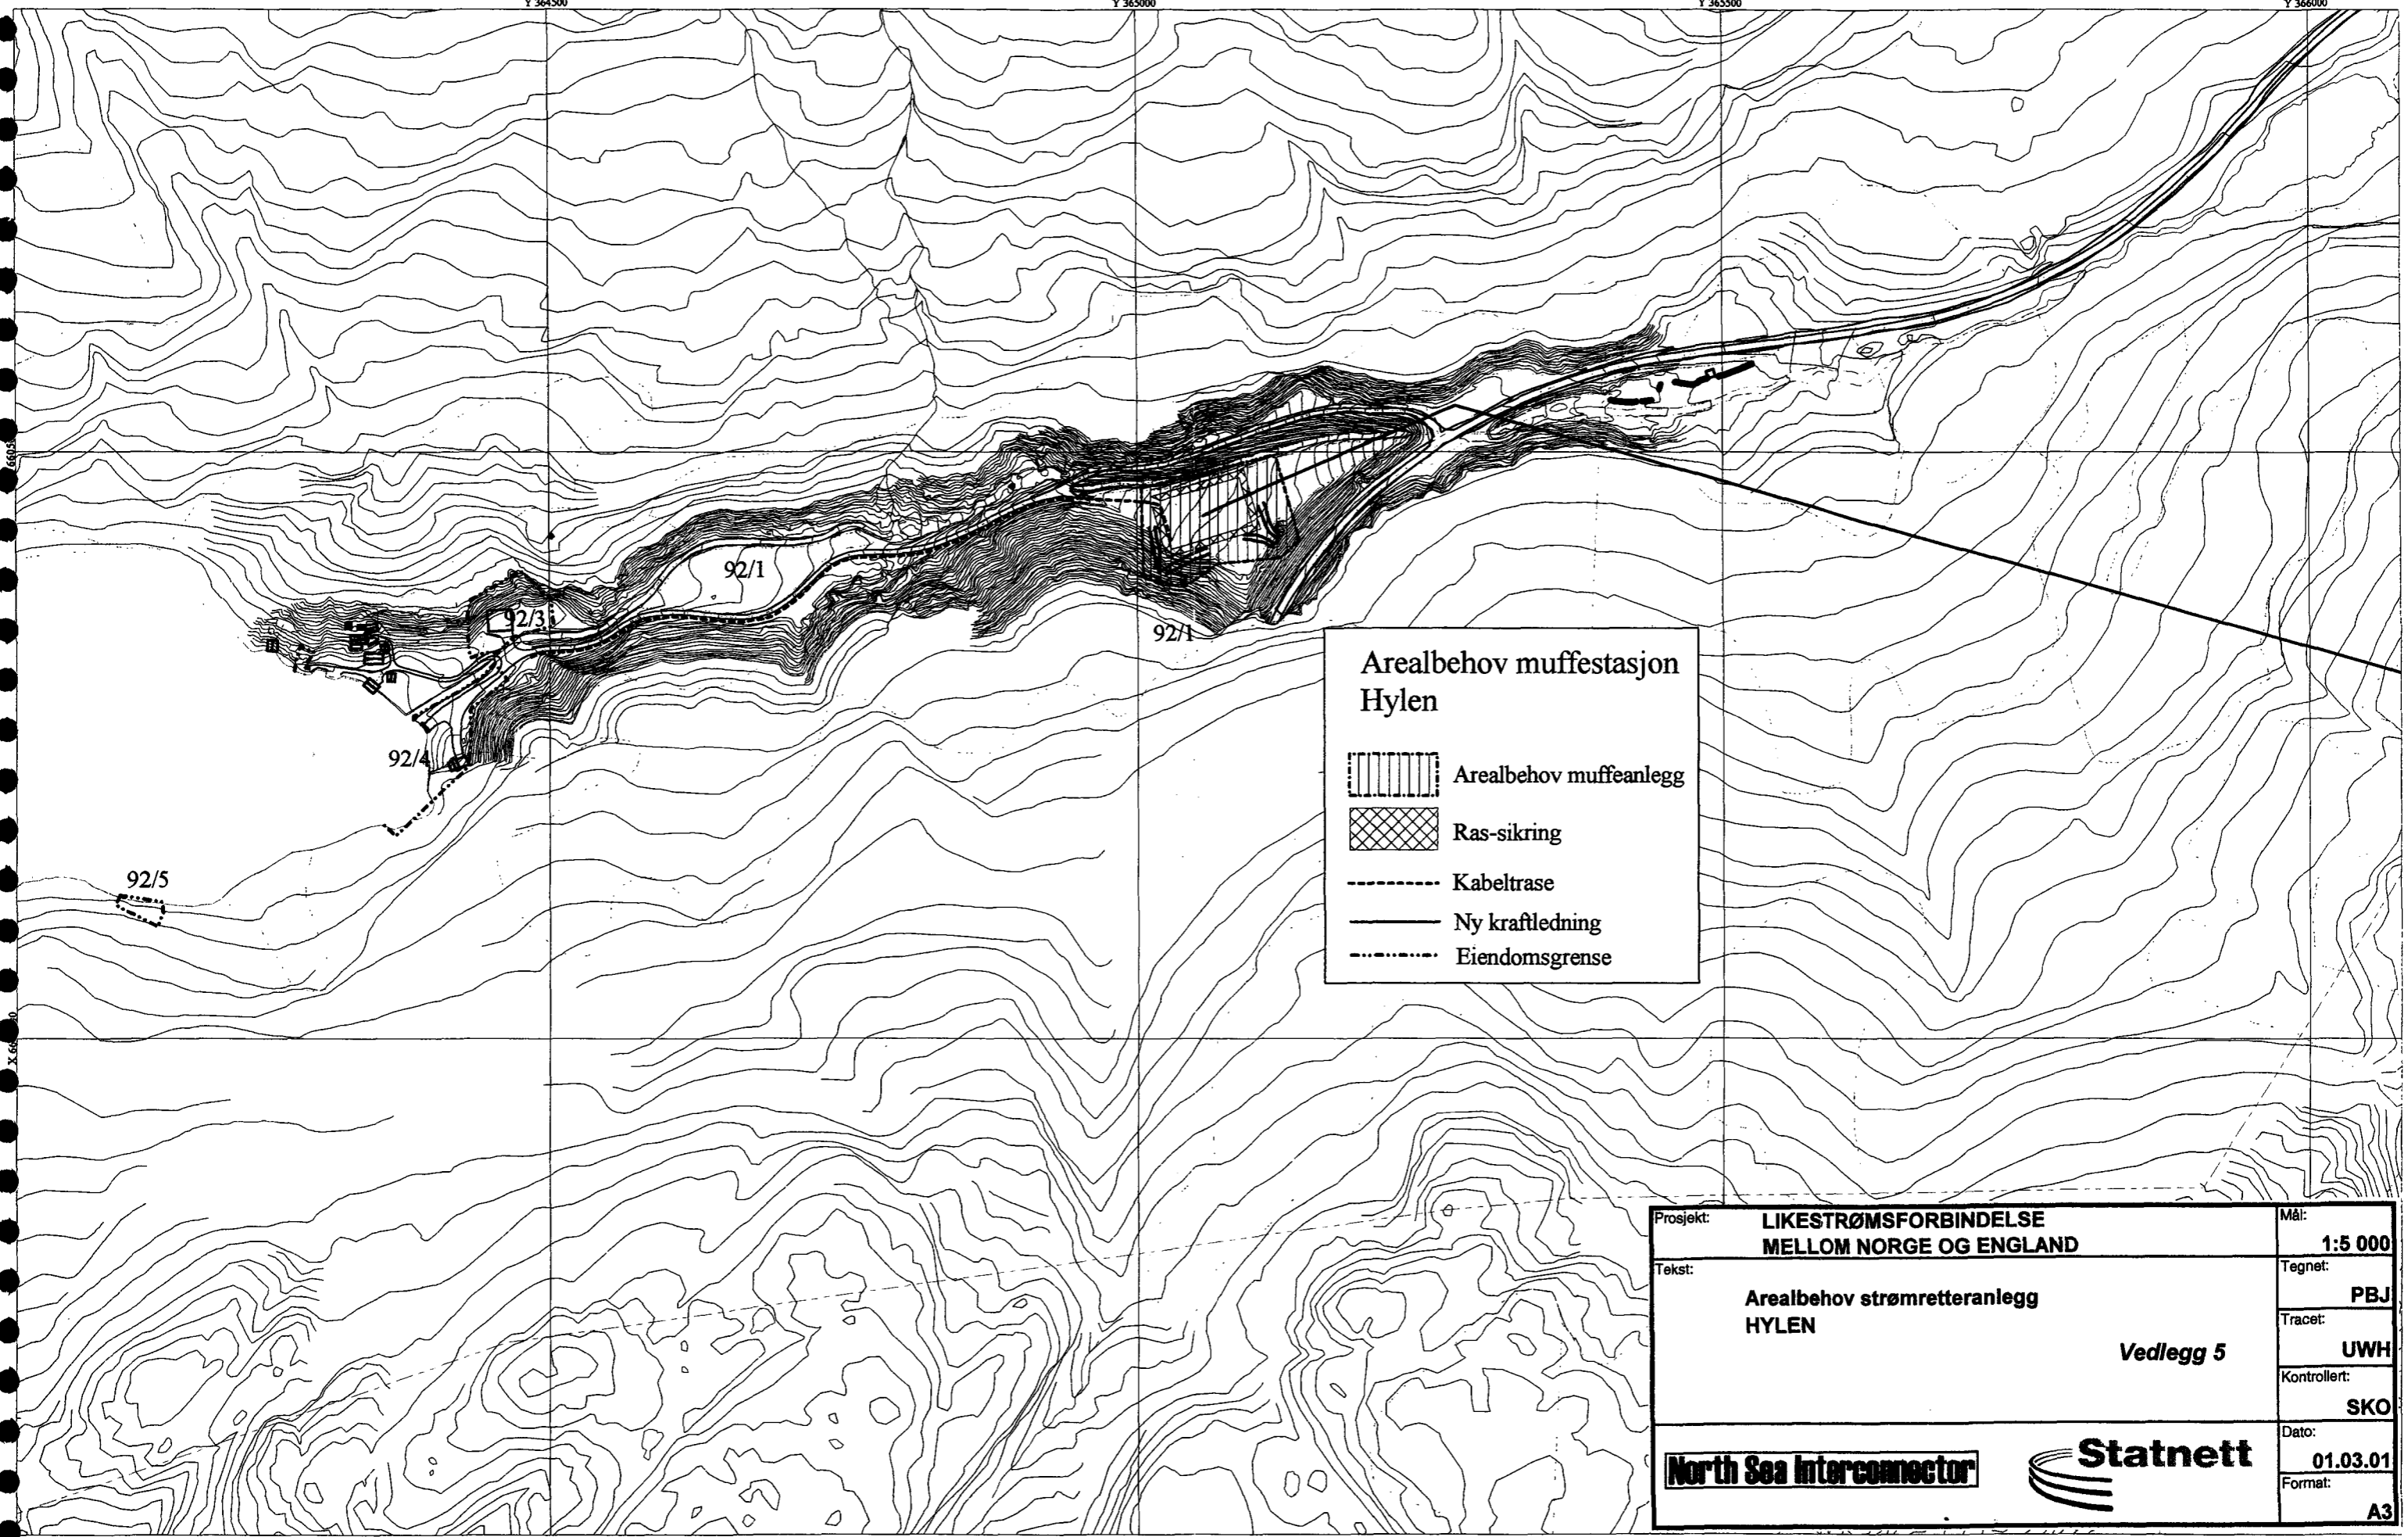 Y 364500
Y 365000
Y 365500
Y 366000
92/1
92/3
92/1
92/4
92/5
Arealbehov muffestasjon
Hylen
Arealbehov muffeanlegg
Ras-sikring
Kabeltrase
Ny kraftledning
Eiendomsgrense
Prosjekt:
LIKESTRØMSFORBINDELSE
MELLOM NORGE OG ENGLAND
Mål:
1:5 000
Tekst:
Arealbehov strømretteranlegg
HYLEN
Vedlegg 5
Tegnet:
PBJ
Tracet:
UWH
Kontrollert:
SKO
North Sea Interconnector
Statnett
Dato:
01.03.01
Format:
A3